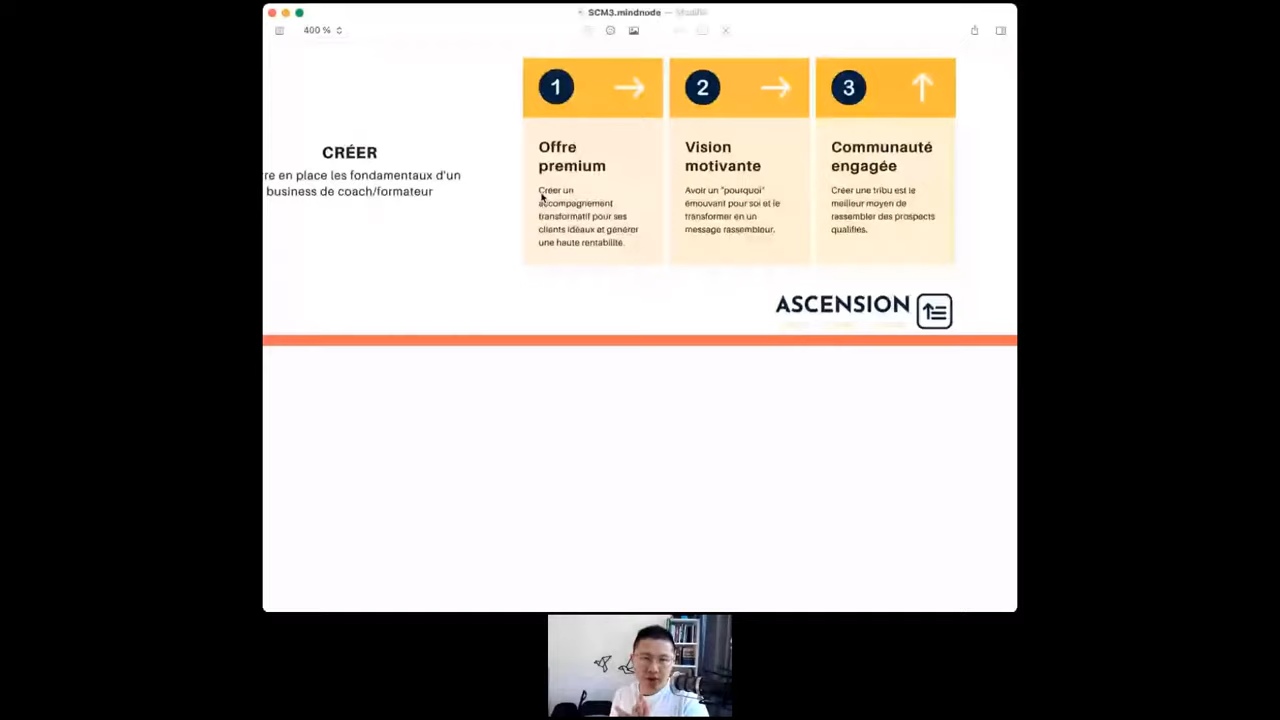 SCM3.mindnode — Modifié
400 %
1
2
3
CRÉER
re en place les fondamentaux d'un
business de coach/formateur
Offre
premium
Créer un
accompagnement
transformatif pour ses
clients idéaux et générer
une haute rentabilité.
Vision
motivante
Avoir un "pourquoi"
émouvant pour soi et le
transformer en un
message rassembleur.
Communauté
engagée
Créer une tribu est le
meilleur moyen de
rassembler des prospects
qualifiés.
ASCENSION